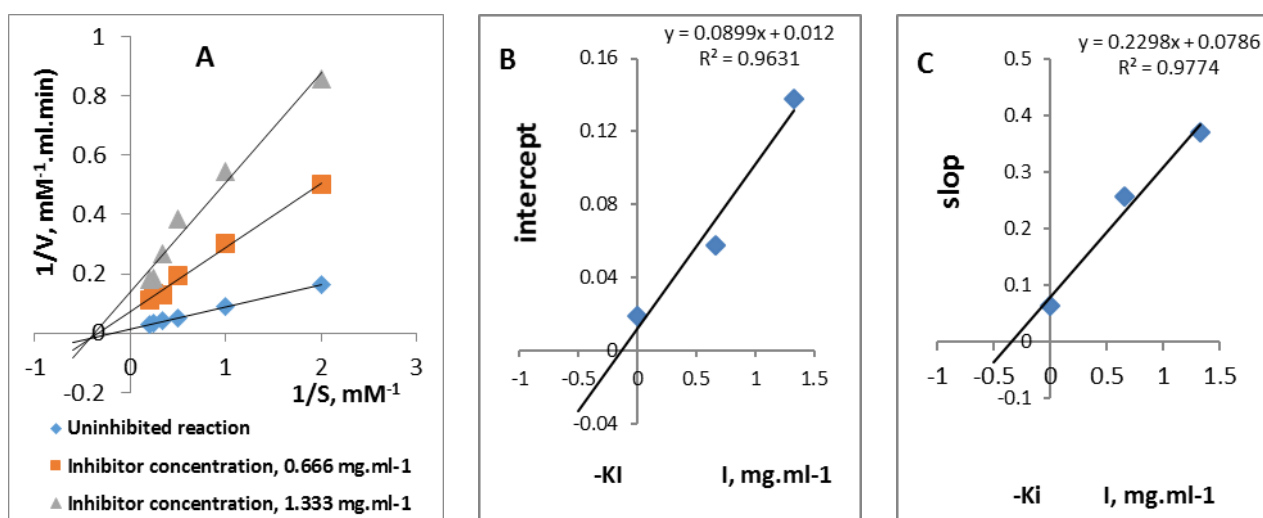 A
1/V, mM-1.ml.min
1
0.8
0.6
0.4
0.2
0
-0.2
-1
0
1
2
3
1/S, mM-1
Uninhibited reaction
Inhibitor concentration, 0.666 mg.ml-1
Inhibitor concentration, 1.333 mg.ml-1
B
y = 0.0899x + 0.012
R² = 0.9631
intercept
0.16
0.12
0.08
0.04
0
-0.04
-1
-0.5
0
0.5
1
1.5
-KI
I, mg.ml-1
C
y = 0.2298x + 0.0786
R² = 0.9774
slop
0.5
0.4
0.3
0.2
0.1
0
-0.1
-1
-0.5
0
0.5
1
1.5
-Ki
I, mg.ml-1